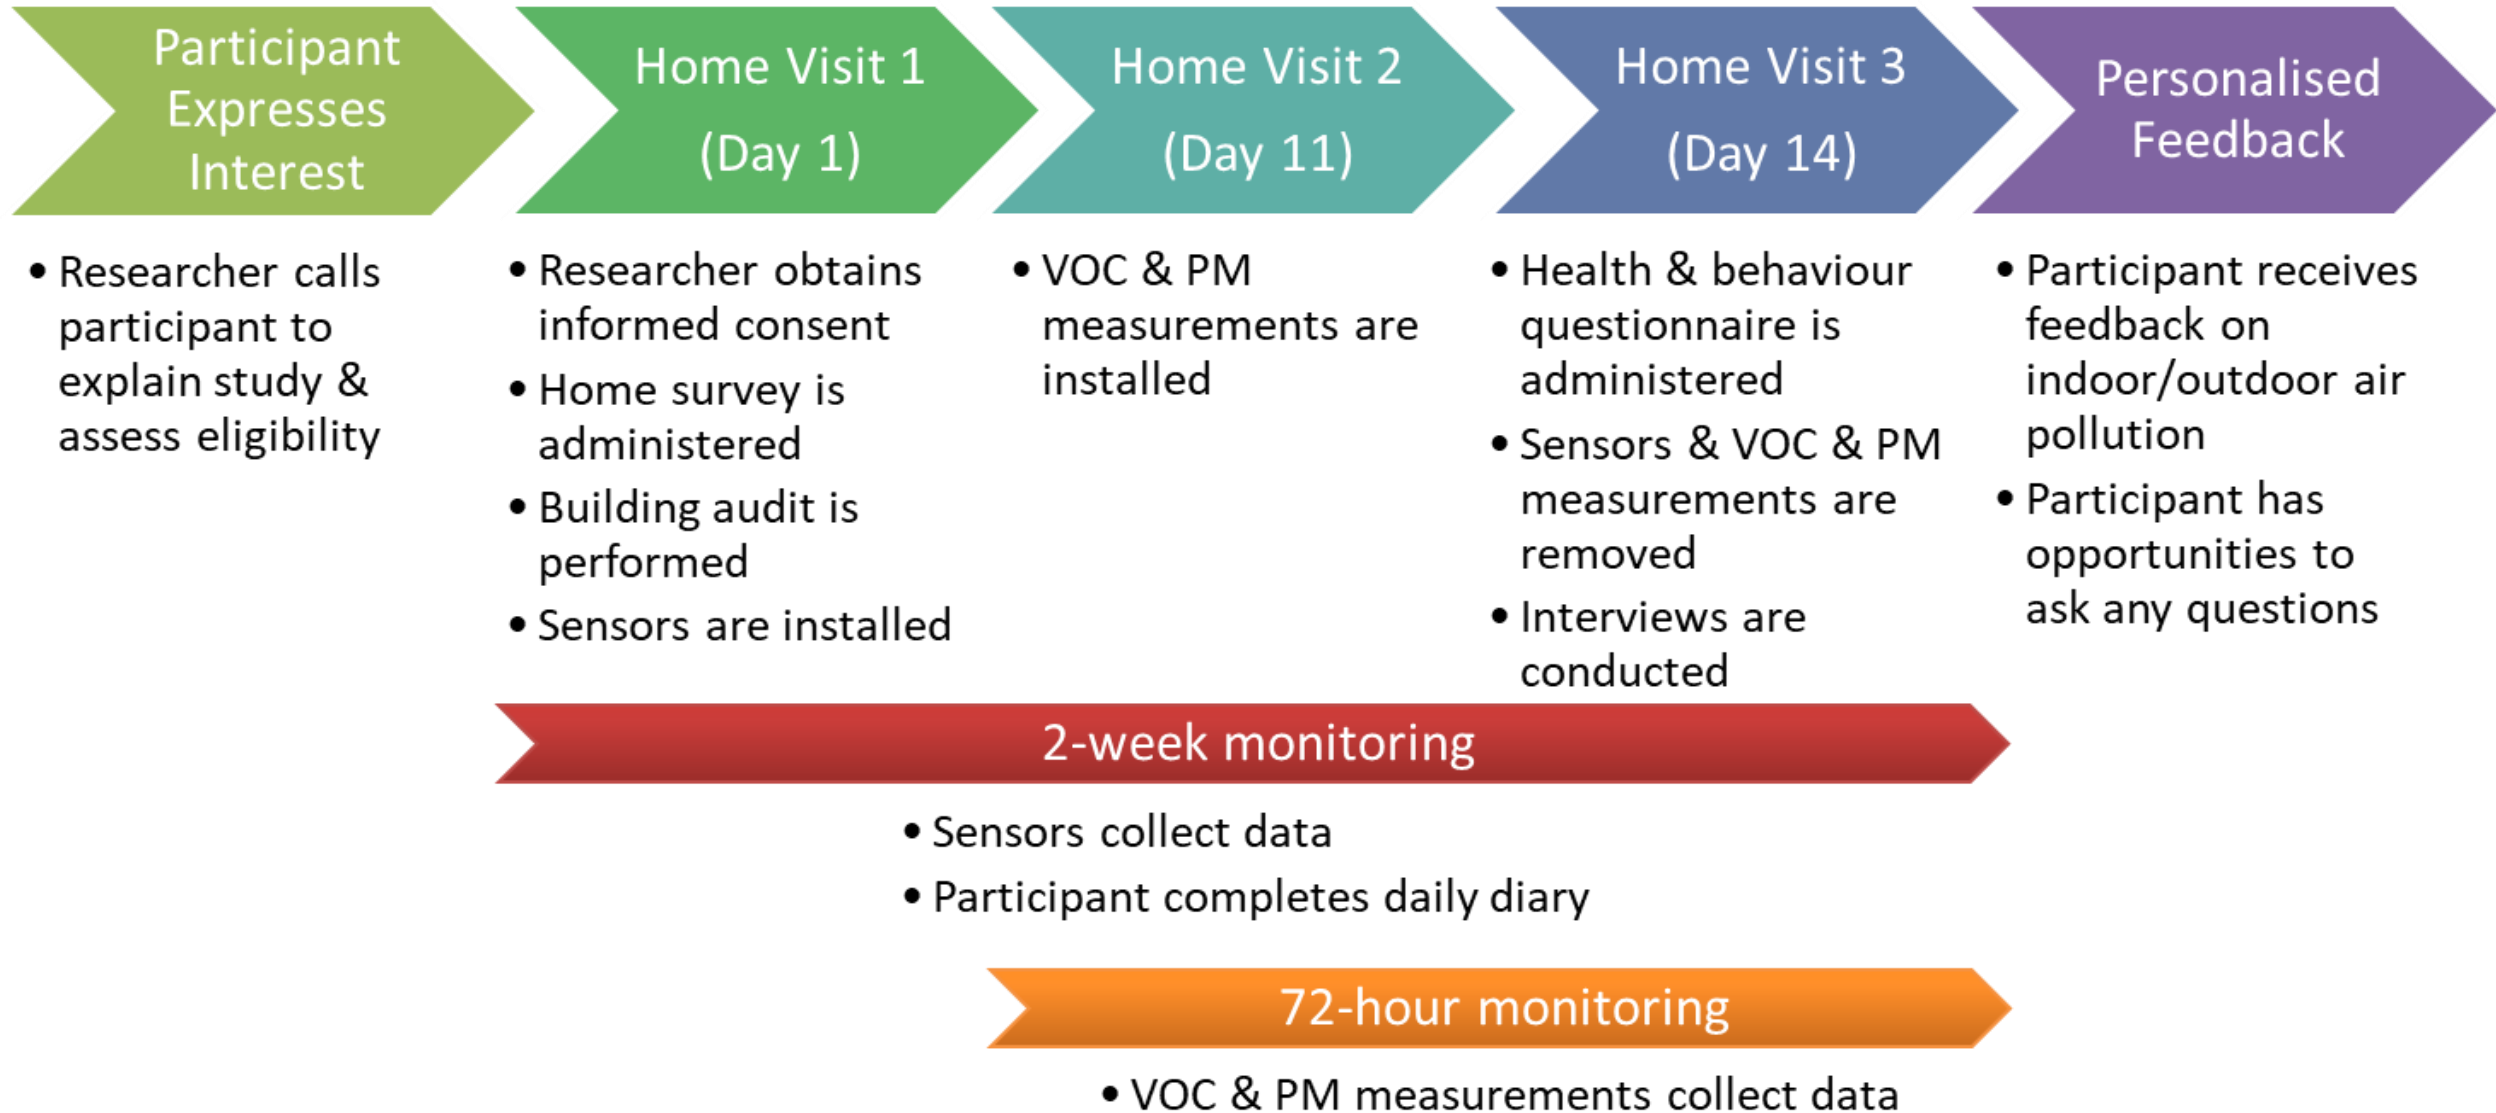 Participant
Expresses
Interest
• Researcher calls
participant to
explain study &
assess eligibility
Home Visit 1
(Day 1)
• Researcher obtains
informed consent
• Home survey is
administered
• Building audit is
performed
• Sensors are installed
Home Visit 2
(Day 11)
• VOC & PM
measurements are
installed
Home Visit 3
(Day 14)
• Health & behaviour
questionnaire is
administered
• Sensors & VOC & PM
measurements are
removed
• Interviews are
conducted
Personalised
Feedback
• Participant receives
feedback on
indoor/outdoor air
pollution
• Participant has
opportunities to
ask any questions
2-week monitoring
• Sensors collect data
• Participant completes daily diary
72-hour monitoring
• VOC & PM measurements collect data